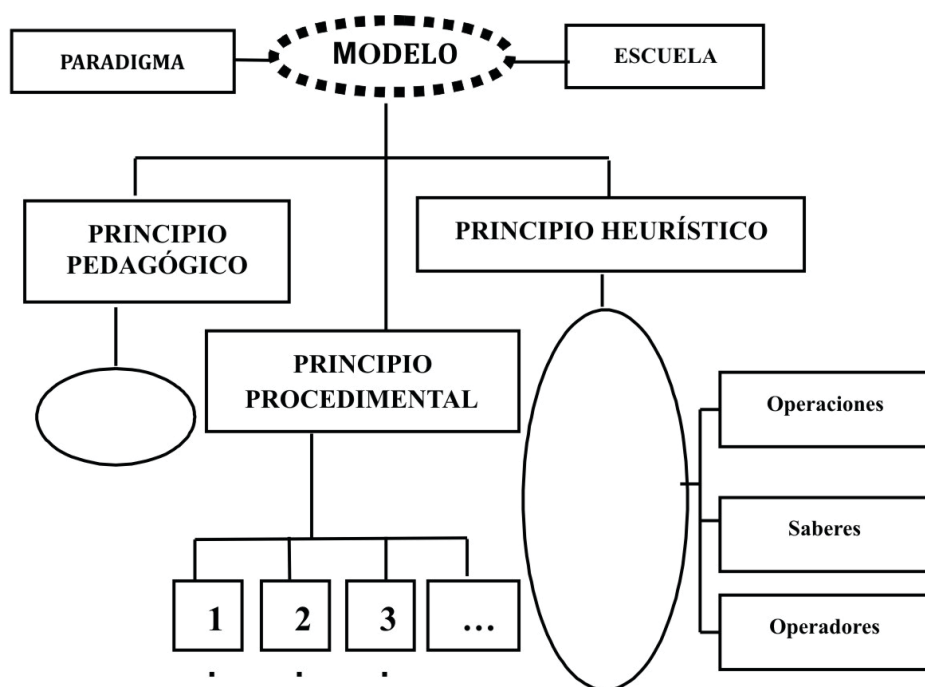 PARADIGMA
MODELO
ESCUELA
PRINCIPIO
PEDAGÓGICO
PRINCIPIO HEURÍSTICO
PRINCIPIO
PROCEDIMENTAL
Operaciones
Saberes
Operadores
1
2
3
...
. . .